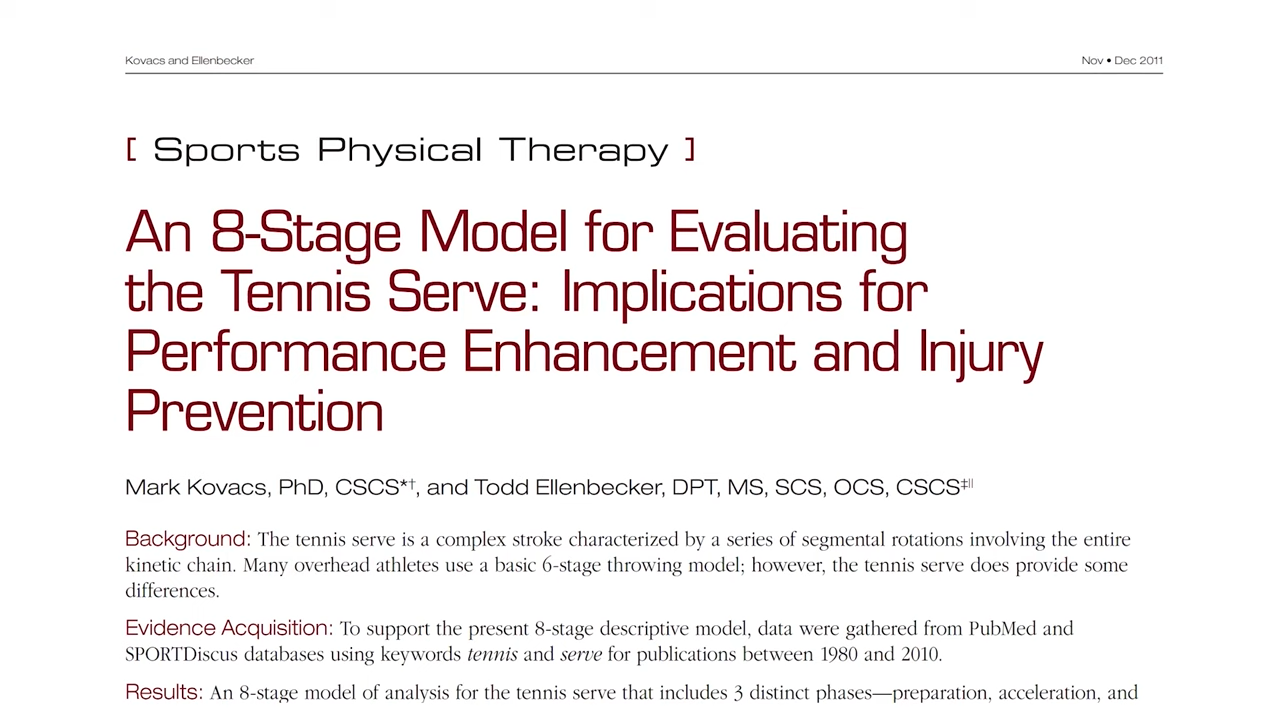 Kovacs and Ellenbecker
Nov • Dec 2011
[ Sports Physical Therapy ]
An 8-Stage Model for Evaluating
the Tennis Serve: Implications for
Performance Enhancement and Injury
Prevention
Mark Kovacs, PhD, CSCS*†, and Todd Ellenbecker, DPT, MS, SCS, OCS, CSCS‡||
Background: The tennis serve is a complex stroke characterized by a series of segmental rotations involving the entire
kinetic chain. Many overhead athletes use a basic 6-stage throwing model; however, the tennis serve does provide some
differences.
Evidence Acquisition: To support the present 8-stage descriptive model, data were gathered from PubMed and
SPORTDiscus databases using keywords tennis and serve for publications between 1980 and 2010.
Results: An 8-stage model of analysis for the tennis serve that includes 3 distinct phases—preparation, acceleration, and